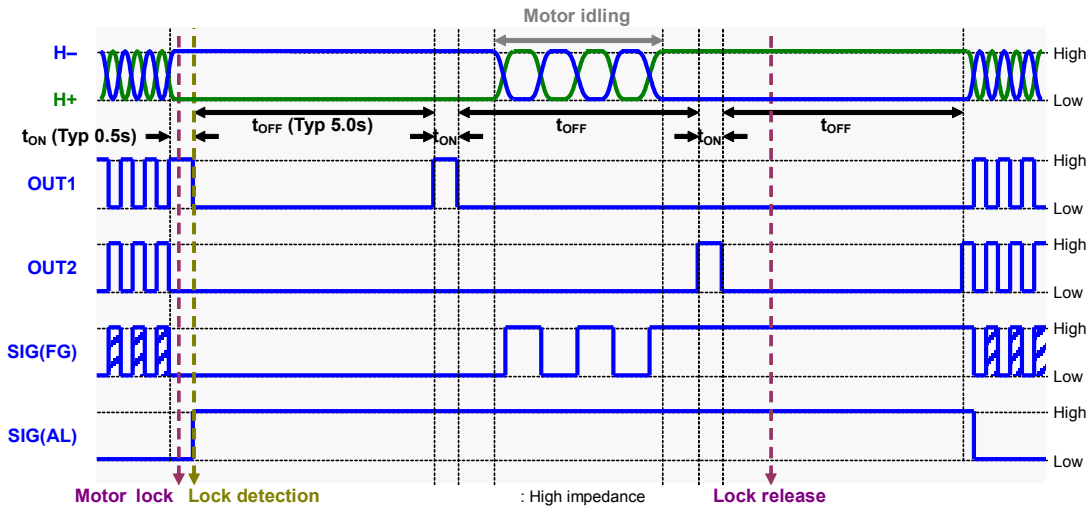 Motor idling
H–
High
High
H+
Low
Low
tOFF (Typ 5.0s)
tOFF
tOFF
tON (Typ 0.5s)
tON
tON
OUT1
High
Low
OUT2
High
Low
SIG(FG)
High
Low
SIG(AL)
High
Low
Motor lock
Lock detection
: High impedance
Lock release